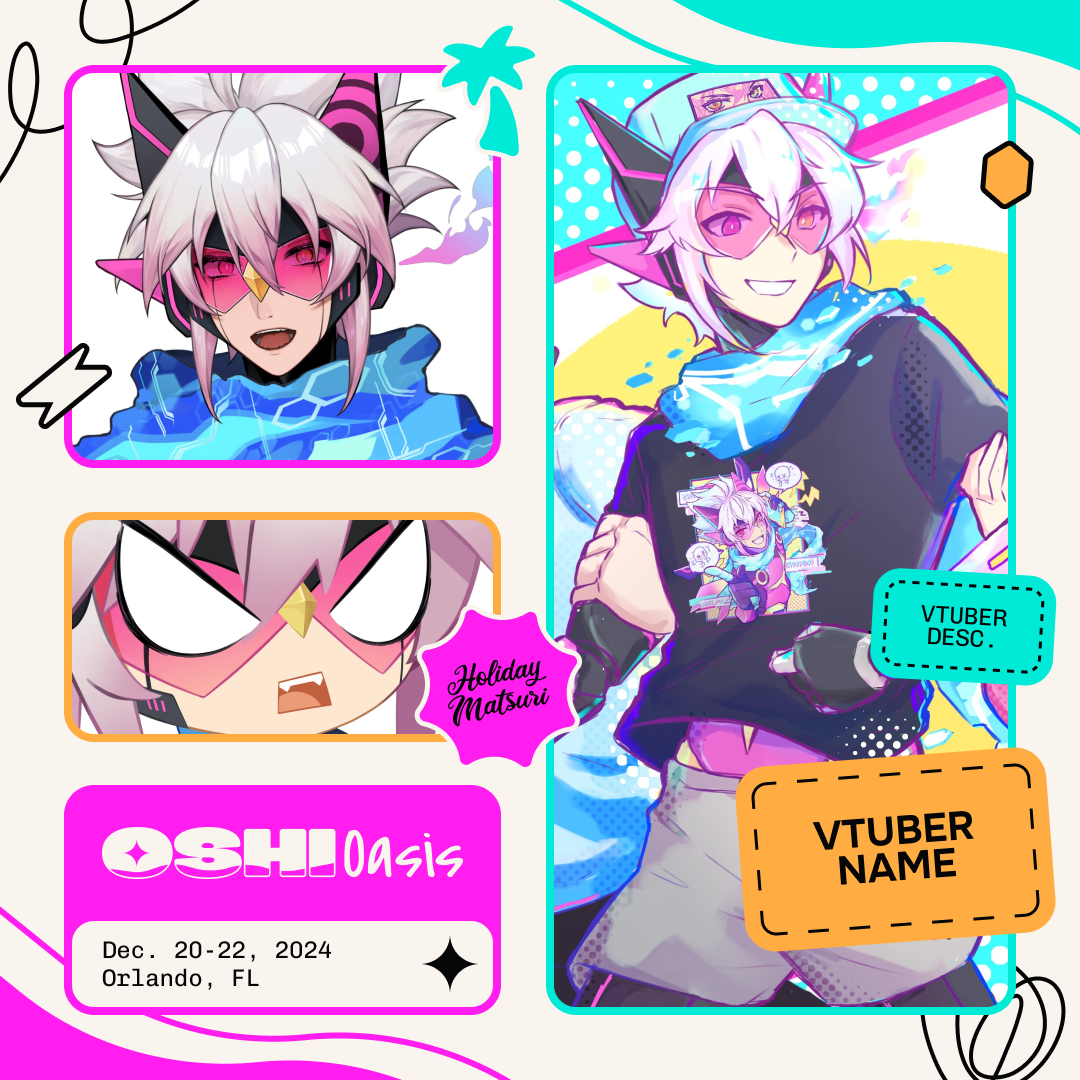 Holiday
Matsuri
OSHI Oasis
Dec. 20-22, 2024
Orlando, FL
VTUBER
DESC.
VTUBER
NAME